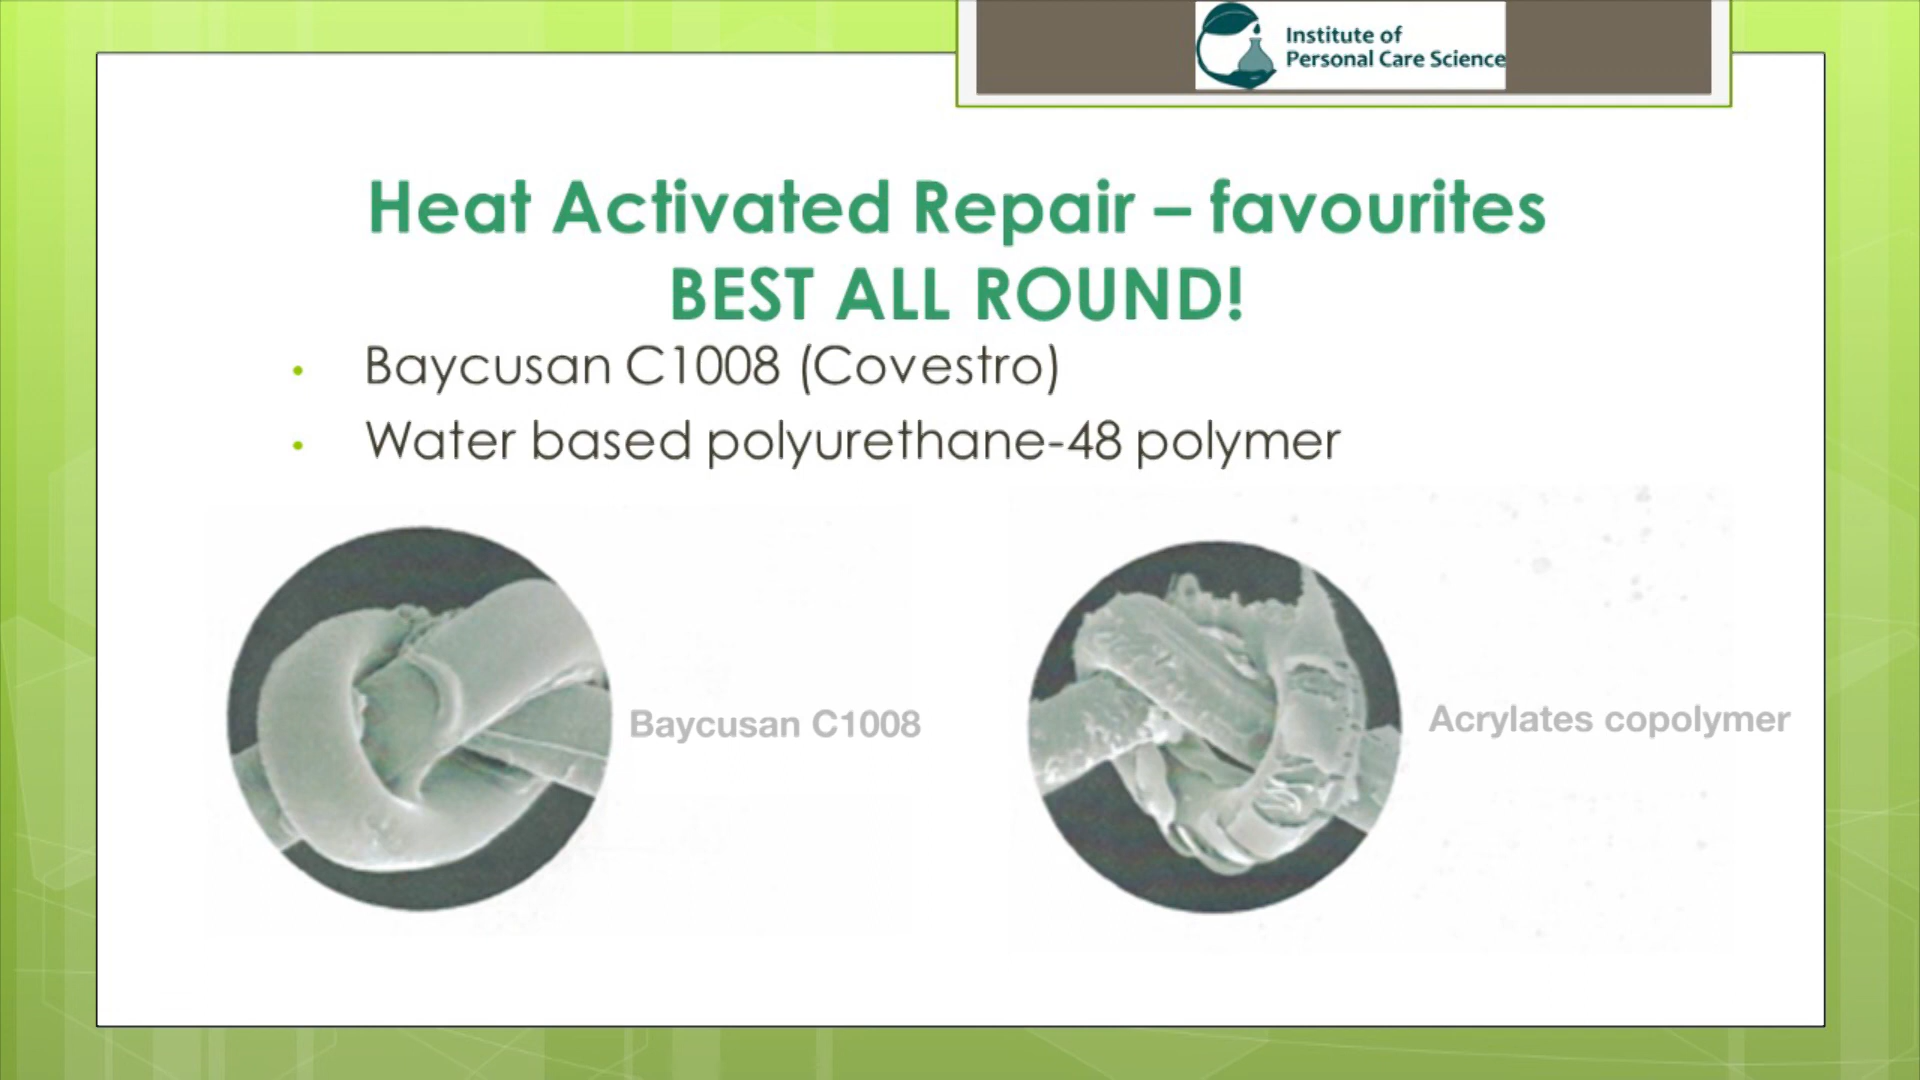 Institute of
Personal Care Science
Heat Activated Repair – favourites
BEST ALL ROUND!
• Baycusan C1008 (Covestro)
• Water based polyurethane-48 polymer
Baycusan C1008
Acrylates copolymer